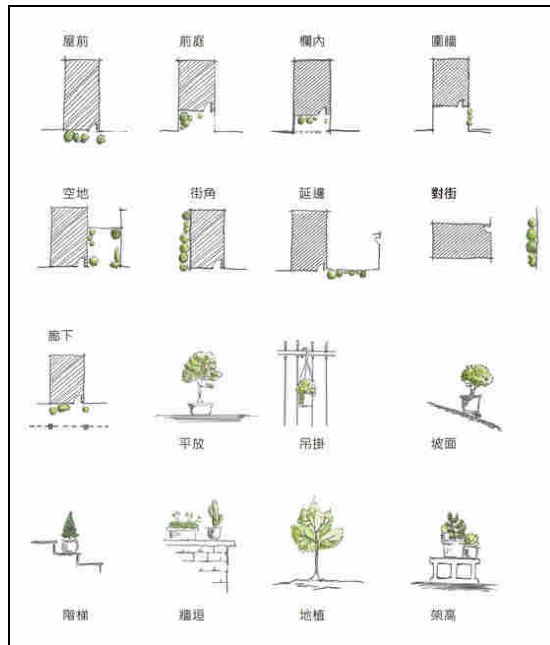 屋前
前庭
欄內
圍牆
空地
街角
延邊
對街
廊下
平放
吊掛
坡面
階梯
牆垣
地植
架高